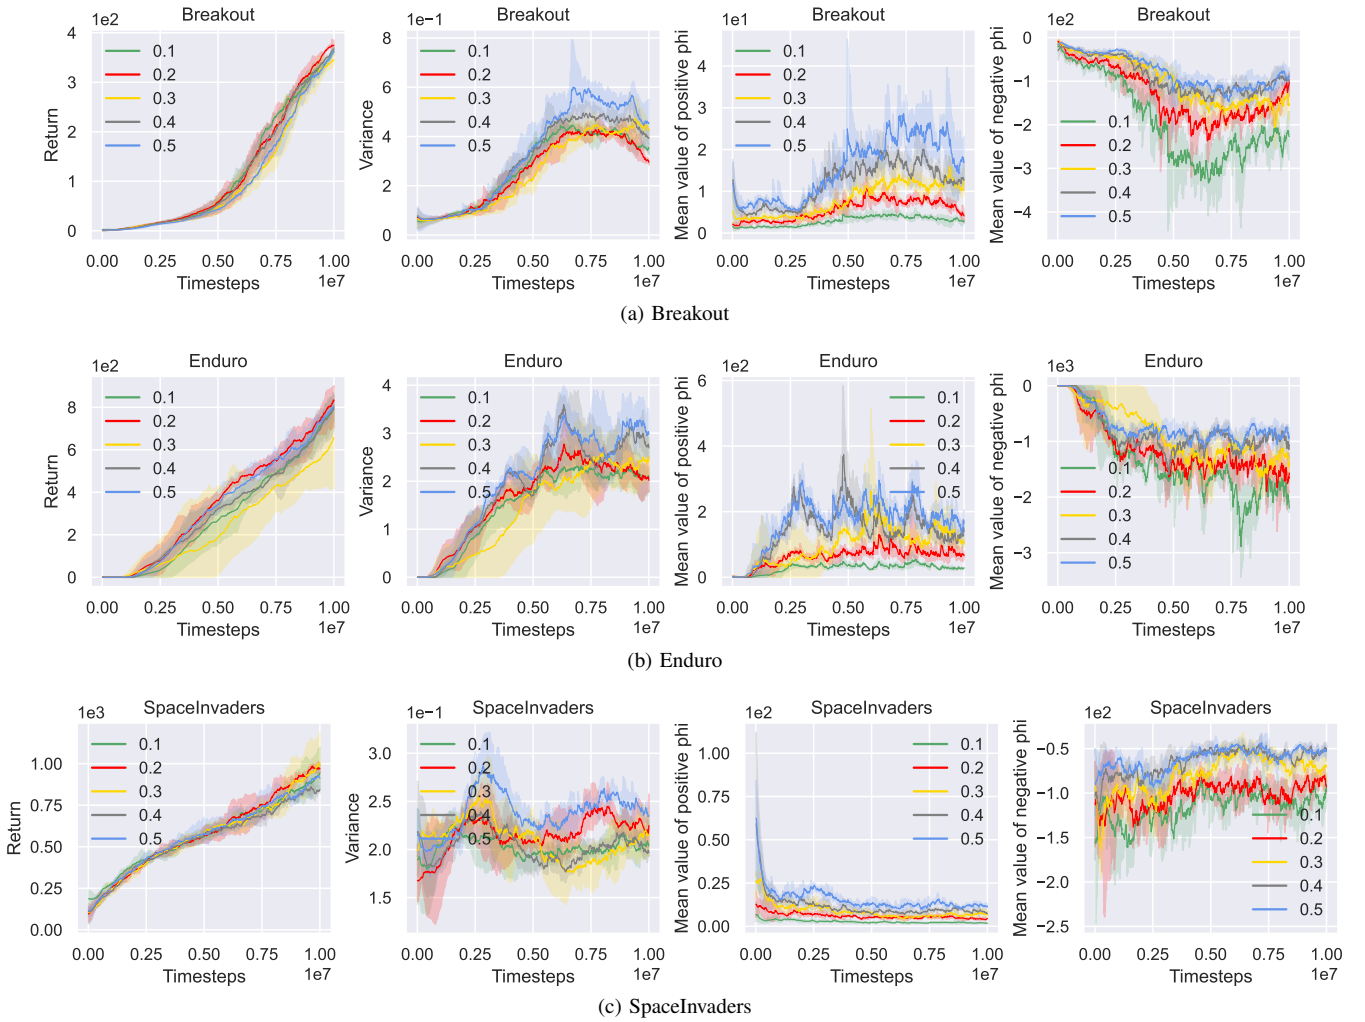 Breakout
1e2
Return
4
3
2
1
0
0.1
0.2
0.3
0.4
0.5
0.00 0.25 0.50 0.75 1.00
Timesteps
1e7
Breakout
1e−1
Variance
8
6
4
2
0
0.1
0.2
0.3
0.4
0.5
0.00 0.25 0.50 0.75 1.00
Timesteps
1e7
Breakout
1e1
Mean value of positive phi
4
3
2
1
0
0.1
0.2
0.3
0.4
0.5
0.00 0.25 0.50 0.75 1.00
Timesteps
1e7
Breakout
1e2
Mean value of negative phi
0
−1
−2
−3
−4
0.1
0.2
0.3
0.4
0.5
0.00 0.25 0.50 0.75 1.00
Timesteps
1e7
(a) Breakout
Enduro
1e2
Return
8
6
4
2
0
0.1
0.2
0.3
0.4
0.5
0.00 0.25 0.50 0.75 1.00
Timesteps
1e7
Enduro
Variance
4
3
2
1
0
0.1
0.2
0.3
0.4
0.5
0.00 0.25 0.50 0.75 1.00
Timesteps
1e7
Enduro
1e2
Mean value of positive phi
6
4
2
0
0.1
0.2
0.3
0.4
0.5
0.00 0.25 0.50 0.75 1.00
Timesteps
1e7
Enduro
1e3
Mean value of negative phi
0
−1
−2
−3
0.1
0.2
0.3
0.4
0.5
0.00 0.25 0.50 0.75 1.00
Timesteps
1e7
(b) Enduro
SpaceInvaders
1e3
Return
1.00
0.75
0.50
0.25
0.00
0.1
0.2
0.3
0.4
0.5
0.00 0.25 0.50 0.75 1.00
Timesteps
1e7
SpaceInvaders
1e−1
Variance
3.0
2.5
2.0
1.5
0.1
0.2
0.3
0.4
0.5
0.00 0.25 0.50 0.75 1.00
Timesteps
1e7
SpaceInvaders
1e2
Mean value of positive phi
1.00
0.75
0.50
0.25
0.00
0.1
0.2
0.3
0.4
0.5
0.00 0.25 0.50 0.75 1.00
Timesteps
1e7
SpaceInvaders
1e2
Mean value of negative phi
−0.5
−1.0
−1.5
−2.0
−2.5
0.1
0.2
0.3
0.4
0.5
0.00 0.25 0.50 0.75 1.00
Timesteps
1e7
(c) SpaceInvaders